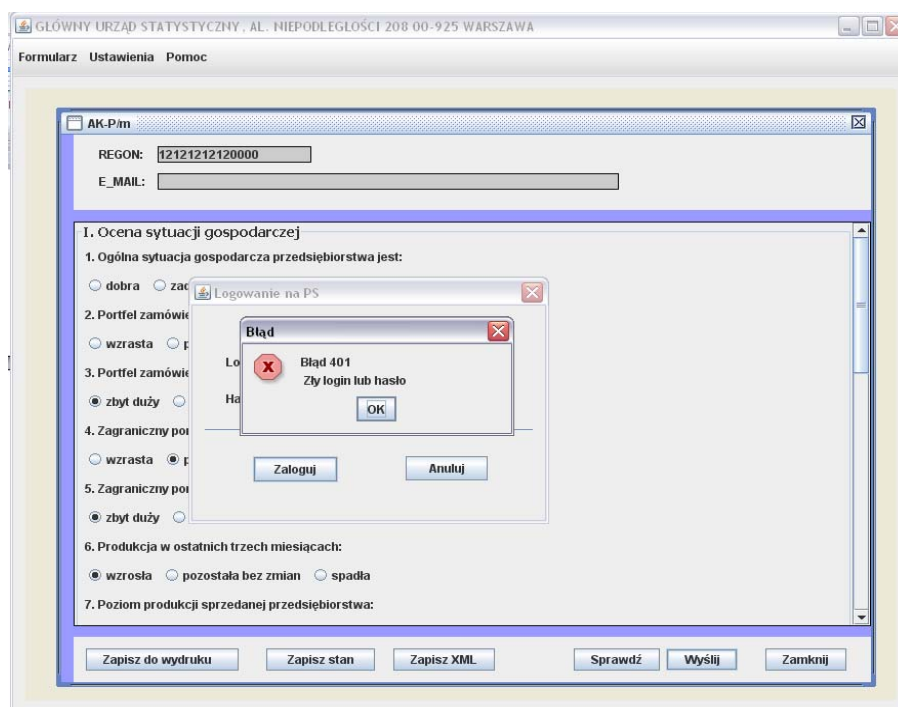 GŁÓWNY URZĄD STATYSTYCZNY, AL. NIEPODLEGŁOŚCI 208 00-925 WARSZAWA
Formularz Ustawienia Pomoc
AK-P/m
REGON: 12121212120000
E_MAIL:
I. Ocena sytuacji gospodarczej
1. Ogólna sytuacja gospodarcza przedsiębiorstwa jest:
dobra
2. Portfel
wzrasta
3. Portfel
zbyt duży
4. Zagraniczny
wzrasta
5. Zagraniczny
zbyt duży
6. Produkcja w ostatnich trzech miesiącach:
wzrosła pozostała bez zmian spadła
7. Poziom produkcji sprzedanej przedsiębiorstwa:
Logowanie na PS
Błąd
Błąd 401
Zły login lub hasło
OK
Zaloguj Anuluj
Zapisz do wydruku Zapisz stan Zapisz XML Sprawdź Wyślij Zamknij